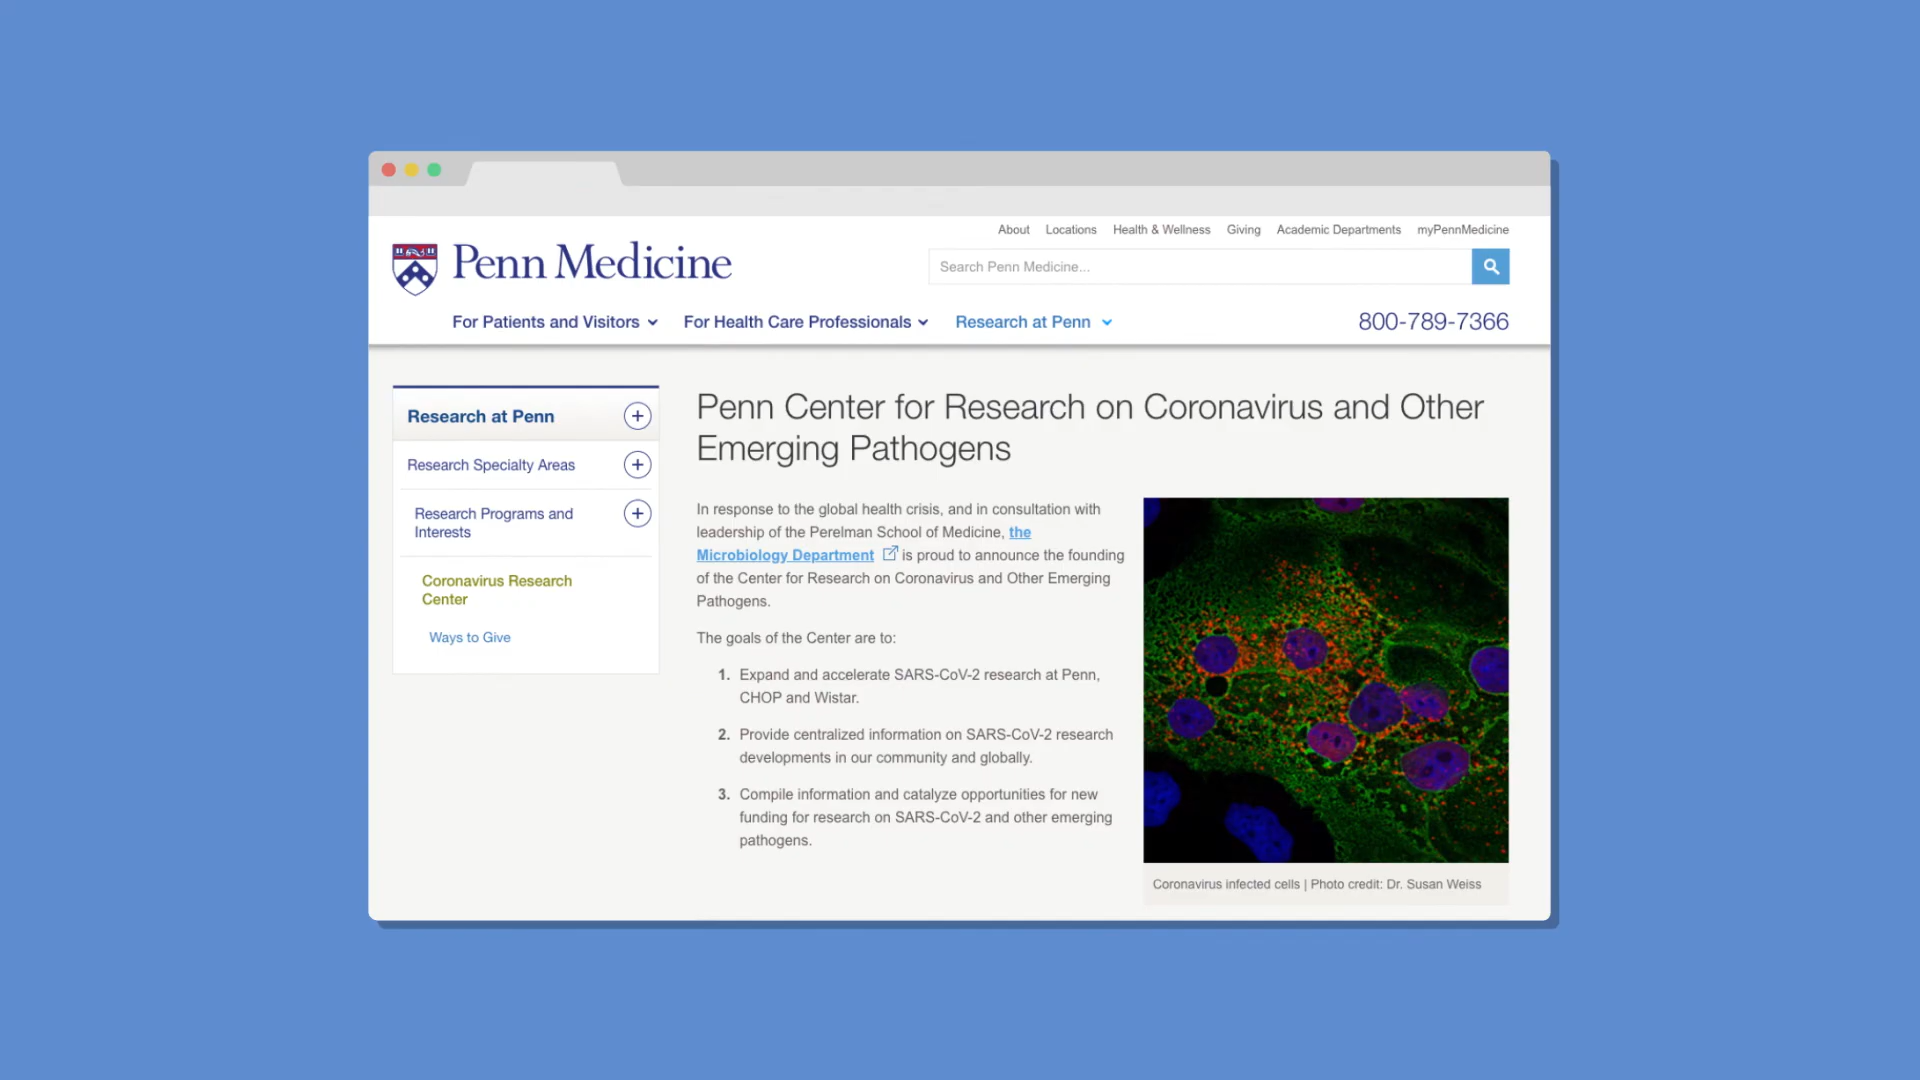 About Locations Health & Wellness Giving Academic Departments myPennMedicine
Penn Medicine
Search Penn Medicine...
For Patients and Visitors For Health Care Professionals Research at Penn 800-789-7366
Research at Penn
Research Specialty Areas
Research Programs and
Interests
Coronavirus Research
Center
Ways to Give
Penn Center for Research on Coronavirus and Other
Emerging Pathogens
In response to the global health crisis, and in consultation with
leadership of the Perelman School of Medicine, the
Microbiology Department is proud to announce the founding
of the Center for Research on Coronavirus and Other Emerging
Pathogens.
The goals of the Center are to:
1. Expand and accelerate SARS-CoV-2 research at Penn,
CHOP and Wistar.
2. Provide centralized information on SARS-CoV-2 research
developments in our community and globally.
3. Compile information and catalyze opportunities for new
funding for research on SARS-CoV-2 and other emerging
pathogens.
Coronavirus infected cells | Photo credit: Dr. Susan Weiss